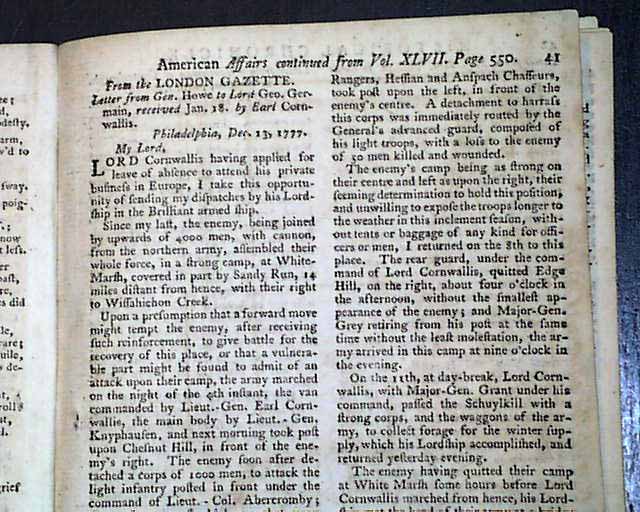 American Affairs continued from Vol. XLVII. Page 550. 41
From the LONDON GAZETTE.
Letter from Gen. Howe to Lord Geo. Ger-
main, received Jan. 18. by Earl Corn-
wallis.
Philadelphia, Dec. 13, 1777.
My Lord,
LORD Cornwallis having applied for
leave of absence to attend his private
business in Europe, I take this opportu-
nity of sending my dispatches by his Lord-
ship in the Brilliant armed ship.
Since my last, the enemy, being joined
by upwards of 4000 men, with cannon,
from the northern army, assembled their
whole force, in a strong camp, at White-
Marsh, covered in part by Sandy Run, 14
miles distant from hence, with their right
to Wissahichon Creek.
Upon a presumption that a forward move
might tempt the enemy, after receiving
such reinforcement, to give battle for the
recovery of this place, or that a vulnera-
ble part might be found to admit of an
attack upon their camp, the army marched
on the night of the 4th instant, the van
commanded by Lieut.-Gen. Earl Corn-
wallis, the main body by Lieut.-Gen.
Knyphausen, and next morning took post
upon Chesnut Hill, in front of the ene-
my's right. The enemy soon after de-
tached a corps of 1000 men, to attack the
light infantry posted in front under the
command of Lieut.-Col. Abercromby;
Rangers, Hessian and Anspach Chasseurs,
took post upon the left, in front of the
enemy's centre. A detachment to harrass
this corps was immediately routed by the
General's advanced guard, composed of
his light troops, with a loss to the enemy
of 50 men killed and wounded.
The enemy's camp being as strong on
their centre and left as upon the right, their
seeming determination to hold this position,
and unwilling to expose the troops longer to
the weather in this inclement season, with-
out tents or baggage of any kind for offi-
cers or men, I returned on the 8th to this
place. The rear guard, under the com-
mand of Lord Cornwallis, quitted Edge
Hill, on the right, about four o'clock in
the afternoon, without the smallest ap-
pearance of the enemy; and Major-Gen.
Grey retiring from his post at the same
time without the least molestation, the ar-
my arrived in this camp at nine o'clock in
the evening.
On the 11th, at day-break, Lord Corn-
wallis, with Major-Gen. Grant under his
command, passed the Schuylkill with a
strong corps, and the waggons of the ar-
my, to collect forage for the winter sup-
ply, which his Lordship accomplished, and
returned yesterday evening.
The enemy having quitted their camp
at White Marsh some hours before Lord
Cornwallis marched from hence, his Lord-